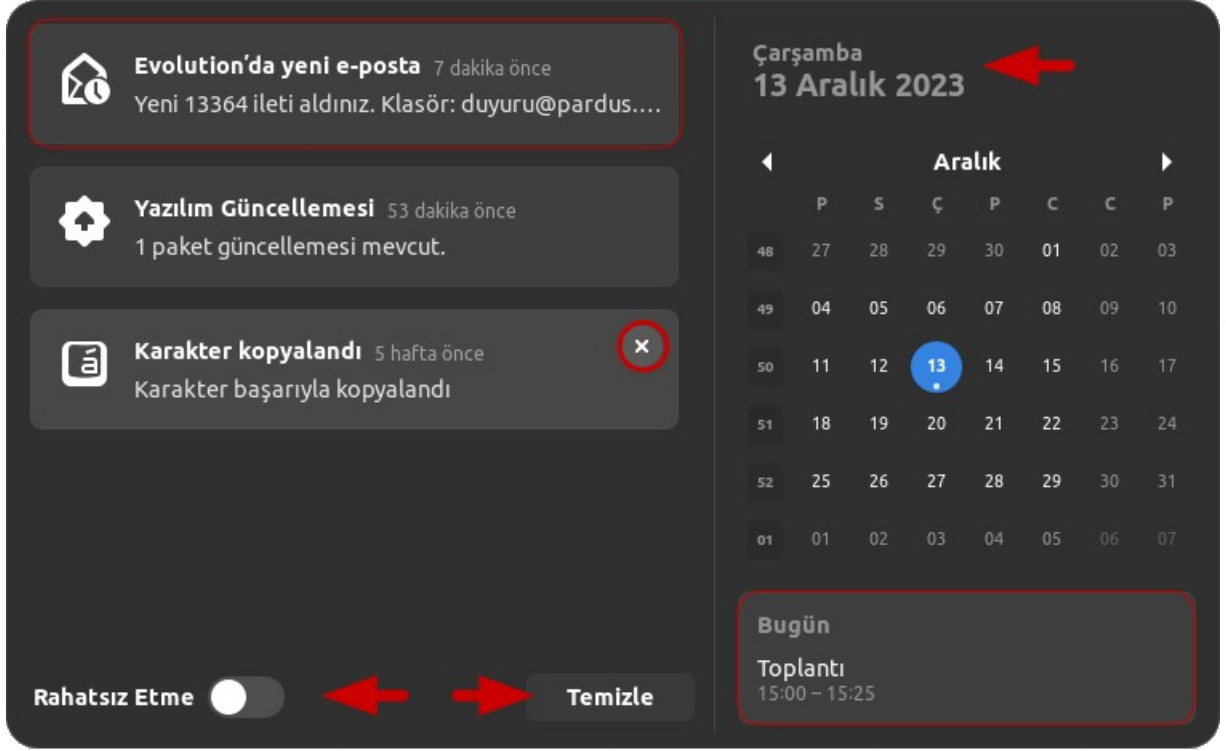 Evolution'da yeni e-posta 7 dakika önce
Yeni 13364 ileti aldınız. Klasör: duyuru@pardus....
Yazılım Güncellemesi 53 dakika önce
1 paket güncellemesi mevcut.
á
Karakter kopyalandı 5 hafta önce
Karakter başarıyla kopyalandı
Rahatsız Etme
Temizle
Çarşamba
13 Aralık 2023
Aralık
P S Ç P C C P
48 27 28 29 30 01 02 03
49 04 05 06 07 08 09 10
50 11 12 13 14 15 16 17
51 18 19 20 21 22 23 24
52 25 26 27 28 29 30 31
01 01 02 03 04 05 06 07
Bugün
Toplantı
15:00 – 15:25